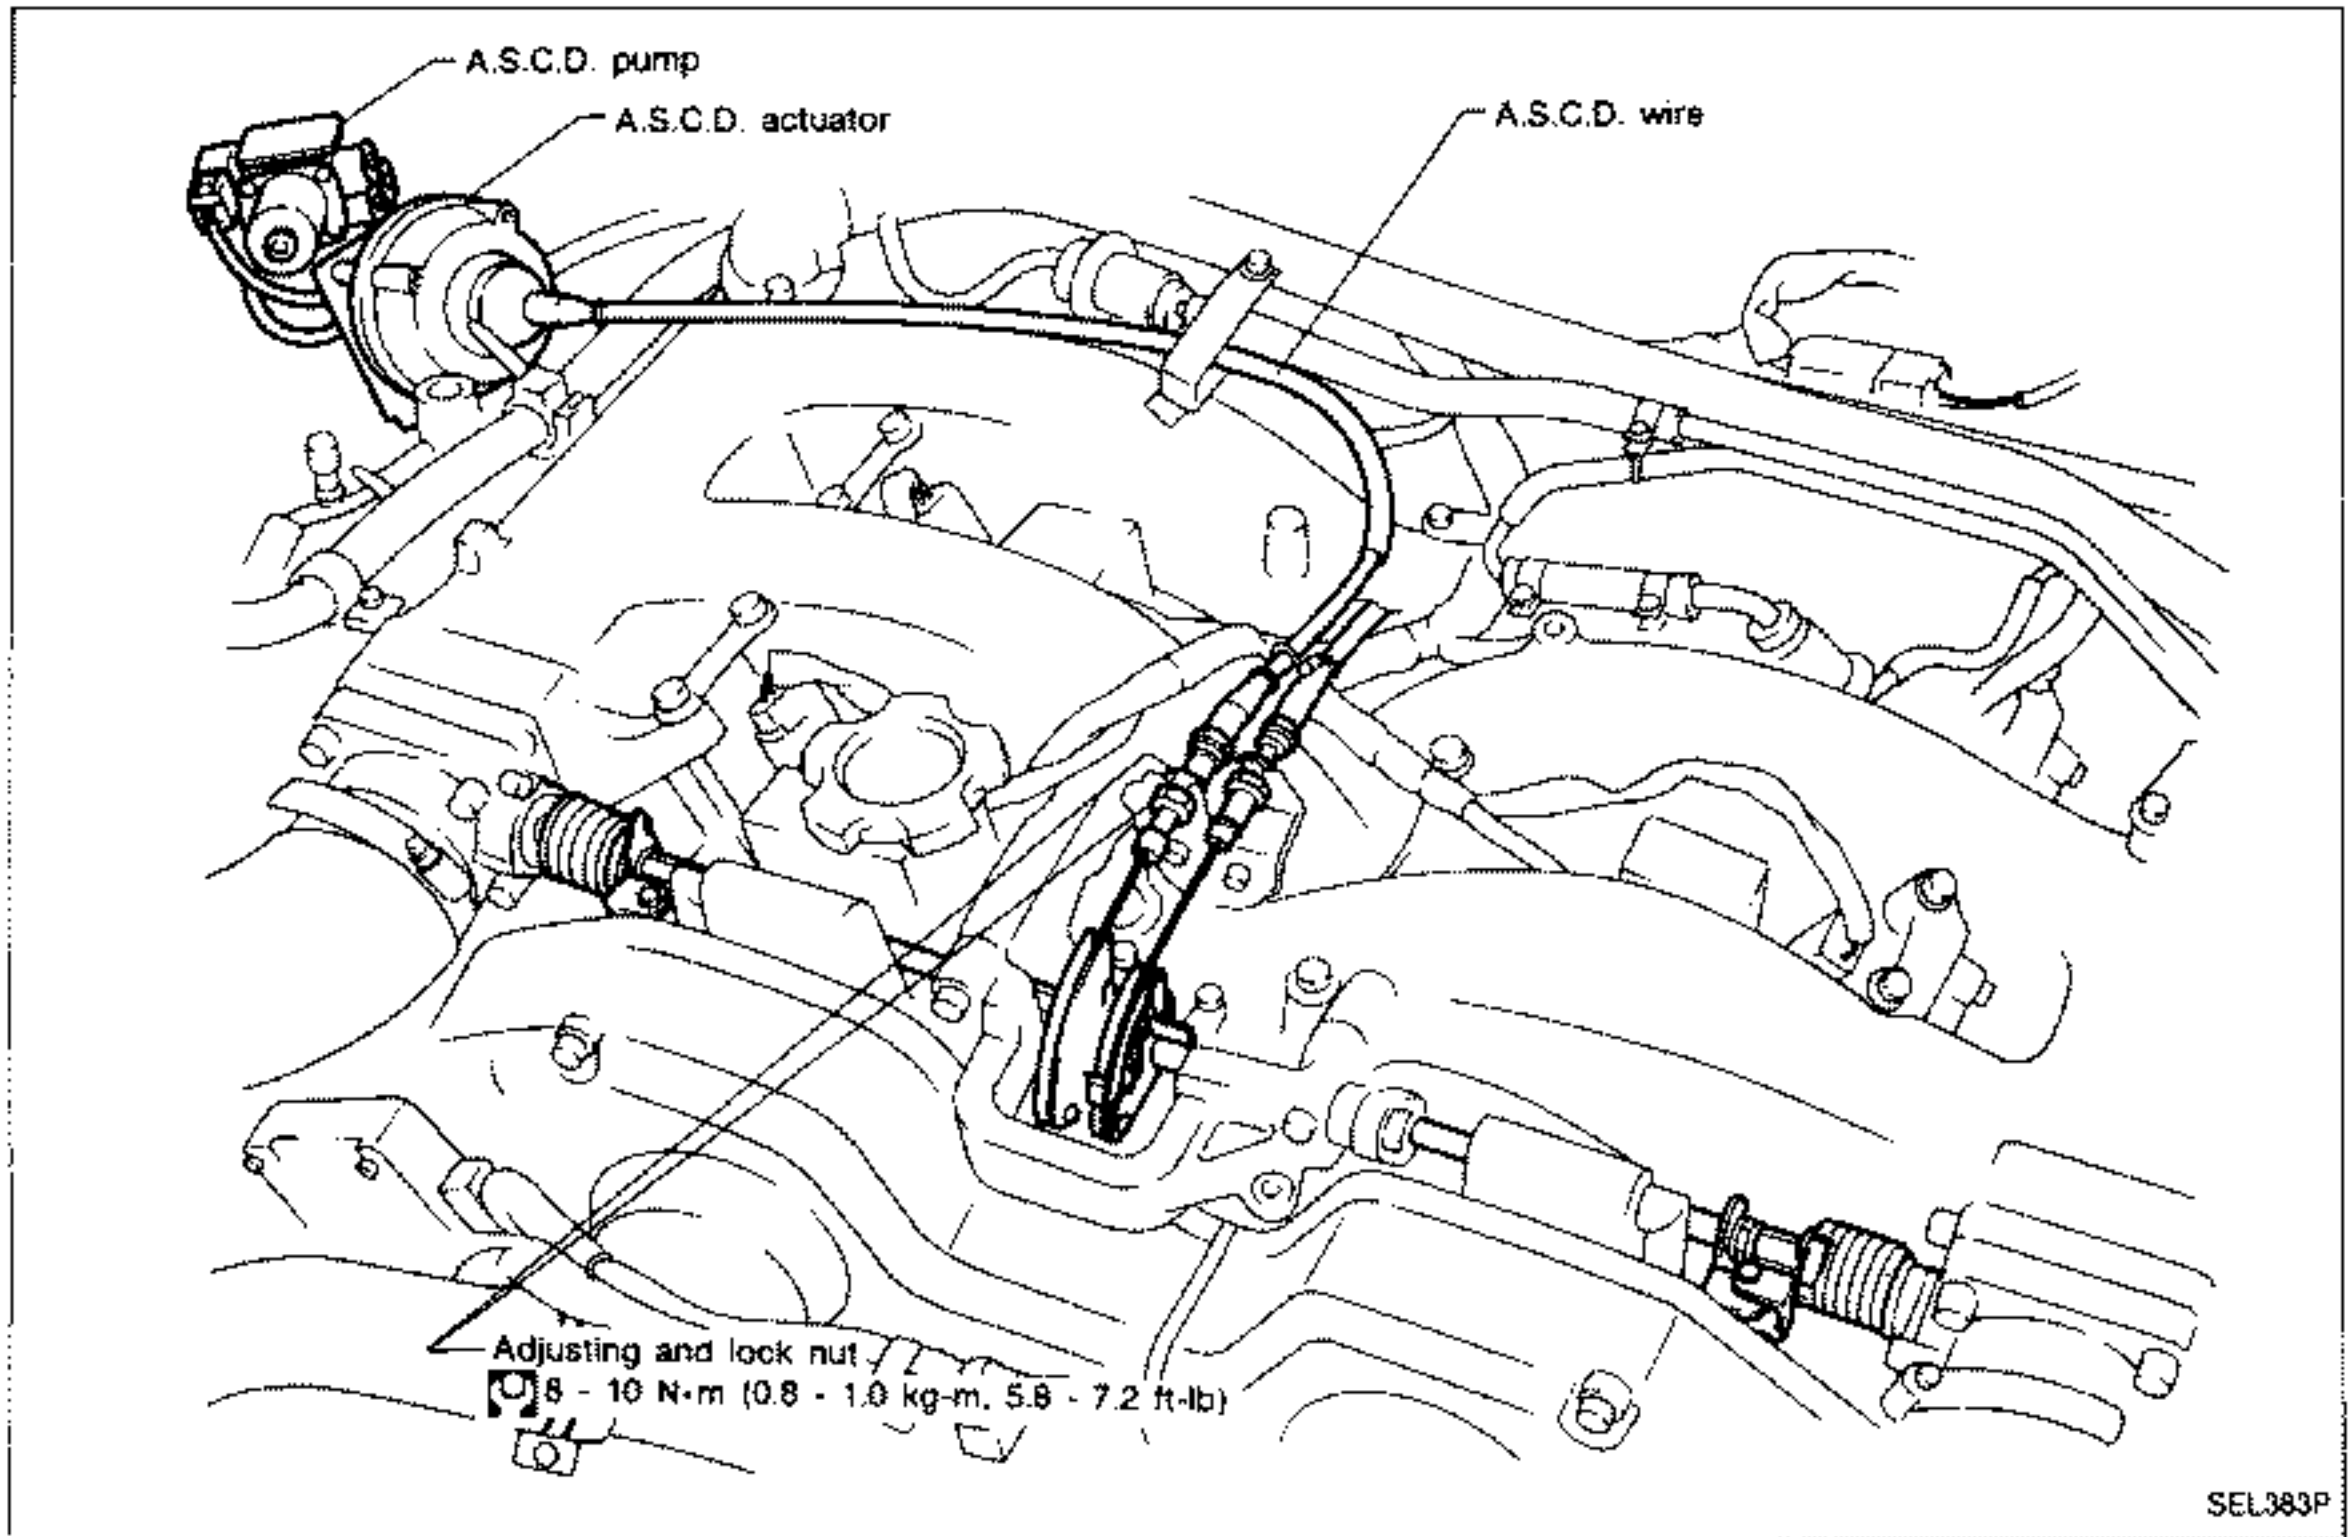 A.S.C.D. pump
A.S.C.D. actuator
A.S.C.D. wire
Adjusting and lock nut
8 - 10 N•m (0.8 - 1.0 kg-m, 5.8 - 7.2 ft-lb)
SEL383P